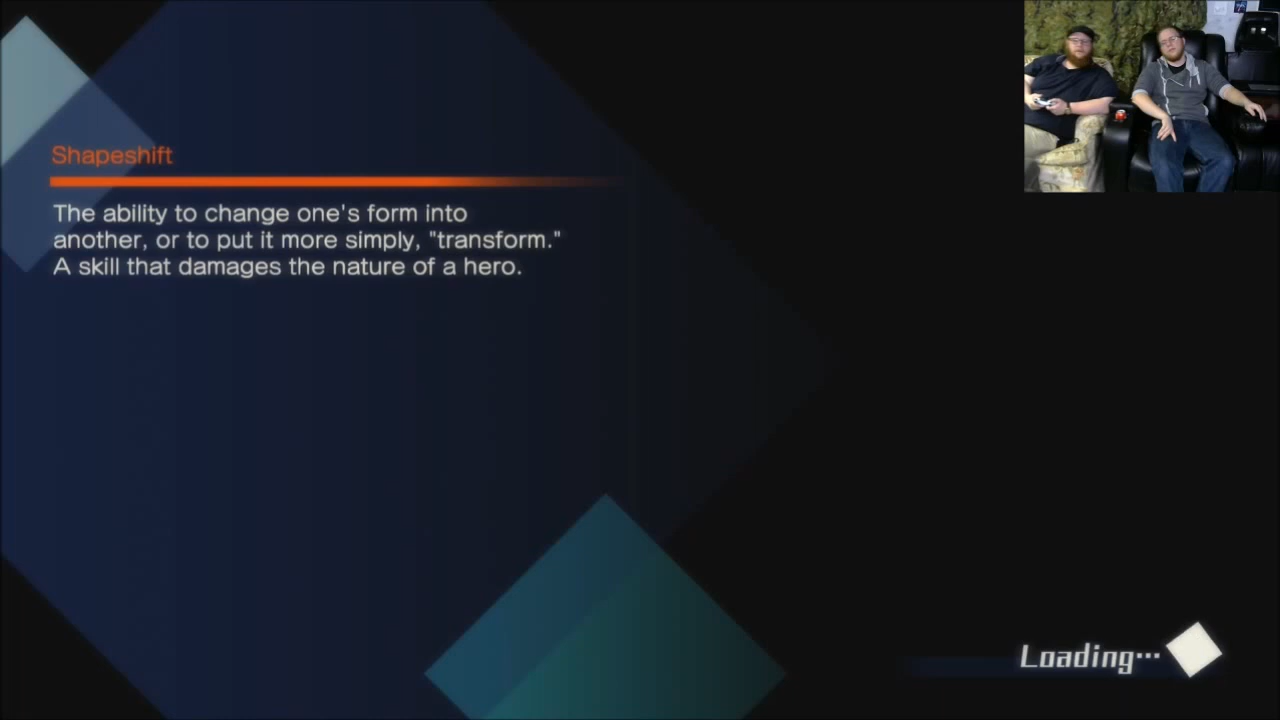 Shapeshift
The ability to change one's form into
another, or to put it more simply, "transform."
A skill that damages the nature of a hero.
Loading…